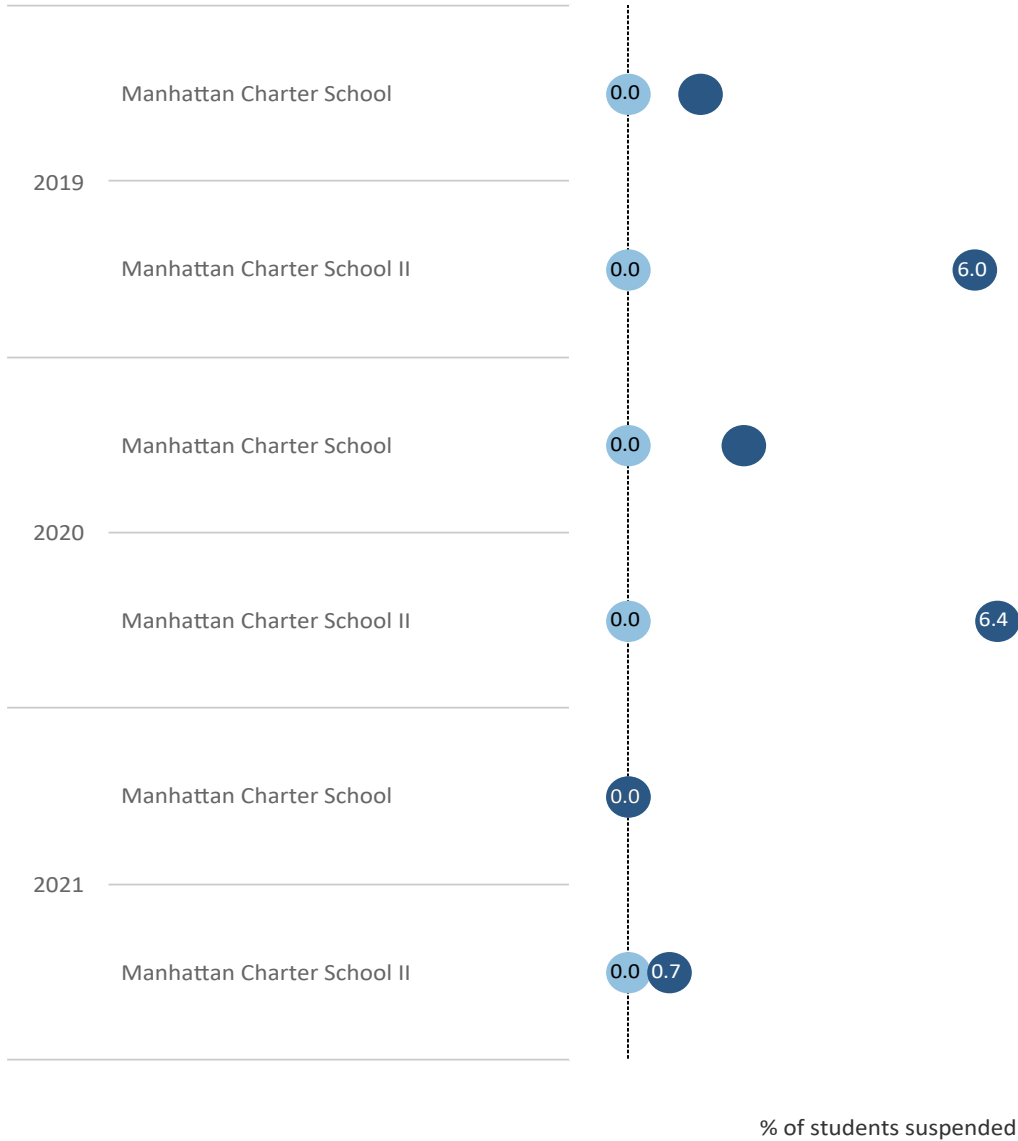 Manhattan Charter School 0.0
2019
Manhattan Charter School II 0.0 6.0
Manhattan Charter School 0.0
2020
Manhattan Charter School II 0.0 6.4
Manhattan Charter School 0.0
2021
Manhattan Charter School II 0.0 0.7
% of students suspended